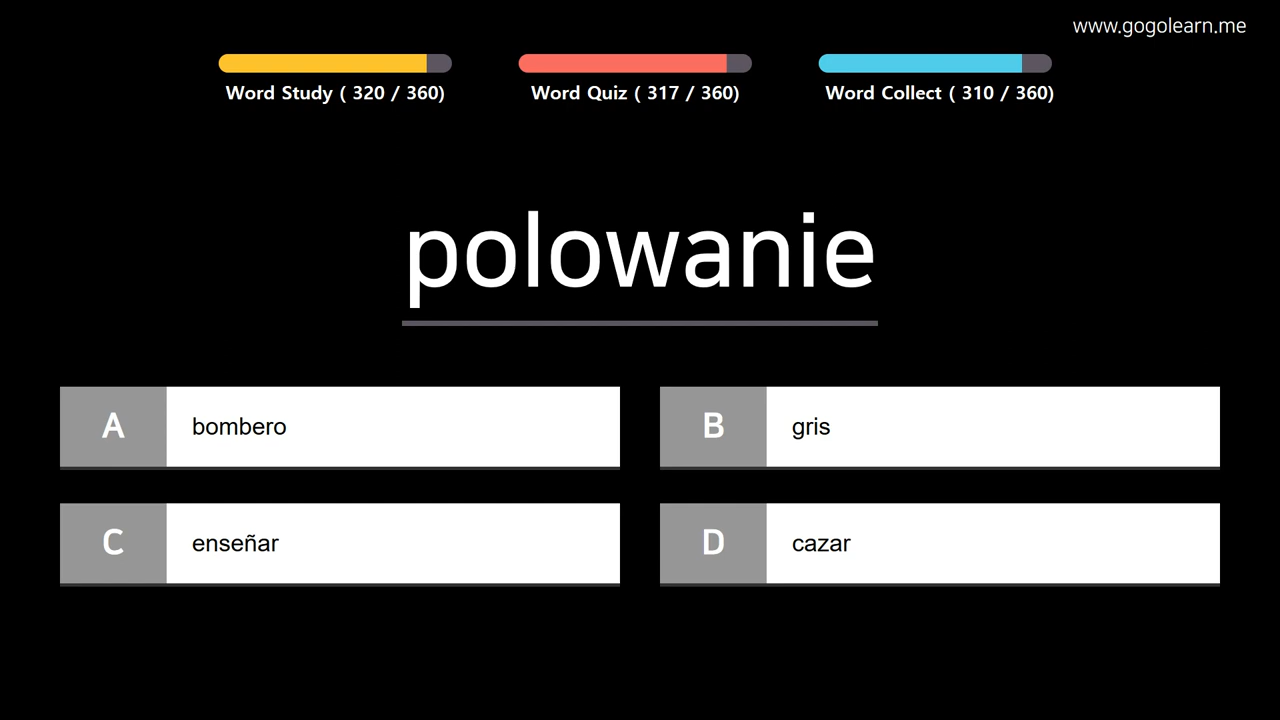 www.gogolearn.me
Word Study ( 320 / 360)
Word Quiz ( 317 / 360)
Word Collect ( 310 / 360)
polowanie
A bombero
B gris
C enseñar
D cazar